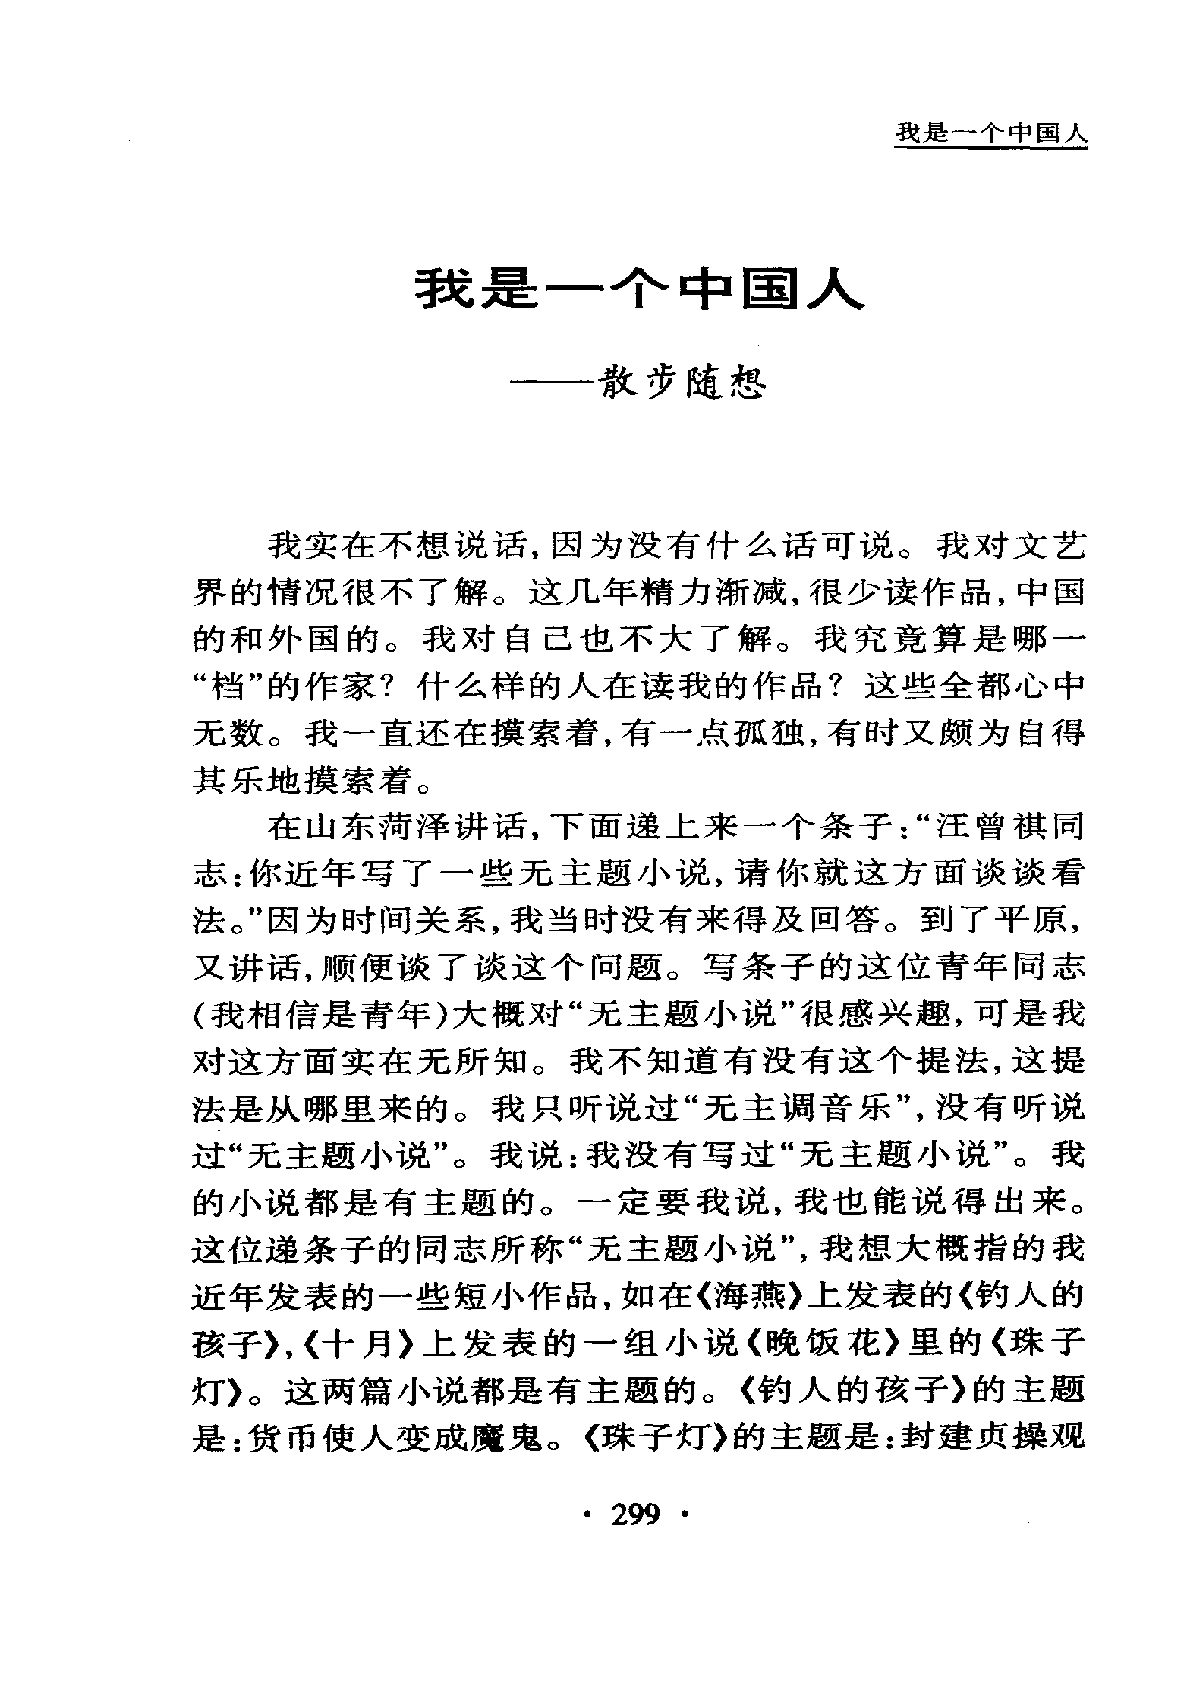 我是一个中国人
我是一个中国人
——散步随想
我实在不想说话,因为没有什么话可说。我对文艺
界的情况很不了解。这几年精力渐减,很少读作品,中国
的和外国的。我对自己也不大了解。我究竟算是哪一
“档”的作家?什么样的人在读我的作品?这些全都心中
无数。我一直还在摸索着,有一点孤独,有时又颇为自得
其乐地摸索着。
在山东菏泽讲话,下面递上来一个条子:“汪曾祺同
志:你近年写了一些无主题小说,请你就这方面谈谈看
法。”因为时间关系,我当时没有来得及回答。到了平原,
又讲话,顺便谈了谈这个问题。写条子的这位青年同志
(我相信是青年)大概对“无主题小说”很感兴趣,可是我
对这方面实在无所知。我不知道有没有这个提法,这提
法是从哪里来的。我只听说过“无主调音乐”,没有听说
过“无主题小说”。我说:我没有写过“无主题小说”。我
的小说都是有主题的。一定要我说,我也能说得出来。
这位递条子的同志所称“无主题小说”,我想大概指的我
近年发表的一些短小作品,如在《海燕》上发表的《钓人的
孩子》,《十月》上发表的一组小说《晚饭花》里的《珠子
灯》。这两篇小说都是有主题的。《钓人的孩子》的主题
是:货币使人变成魔鬼。《珠子灯》的主题是:封建贞操观
· 299 ·